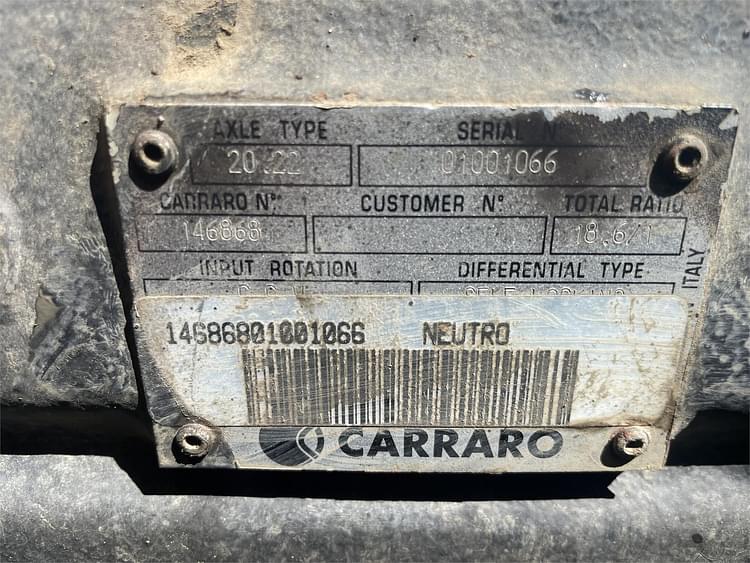 AXLE TYPE SERIAL N
20.22 01001066
CARRARO N° CUSTOMER N° TOTAL RATIO
146868 18.6/1
INPUT ROTATION DIFFERENTIAL TYPE
ITALY
14686801001066 NEUTRO
CARRARO